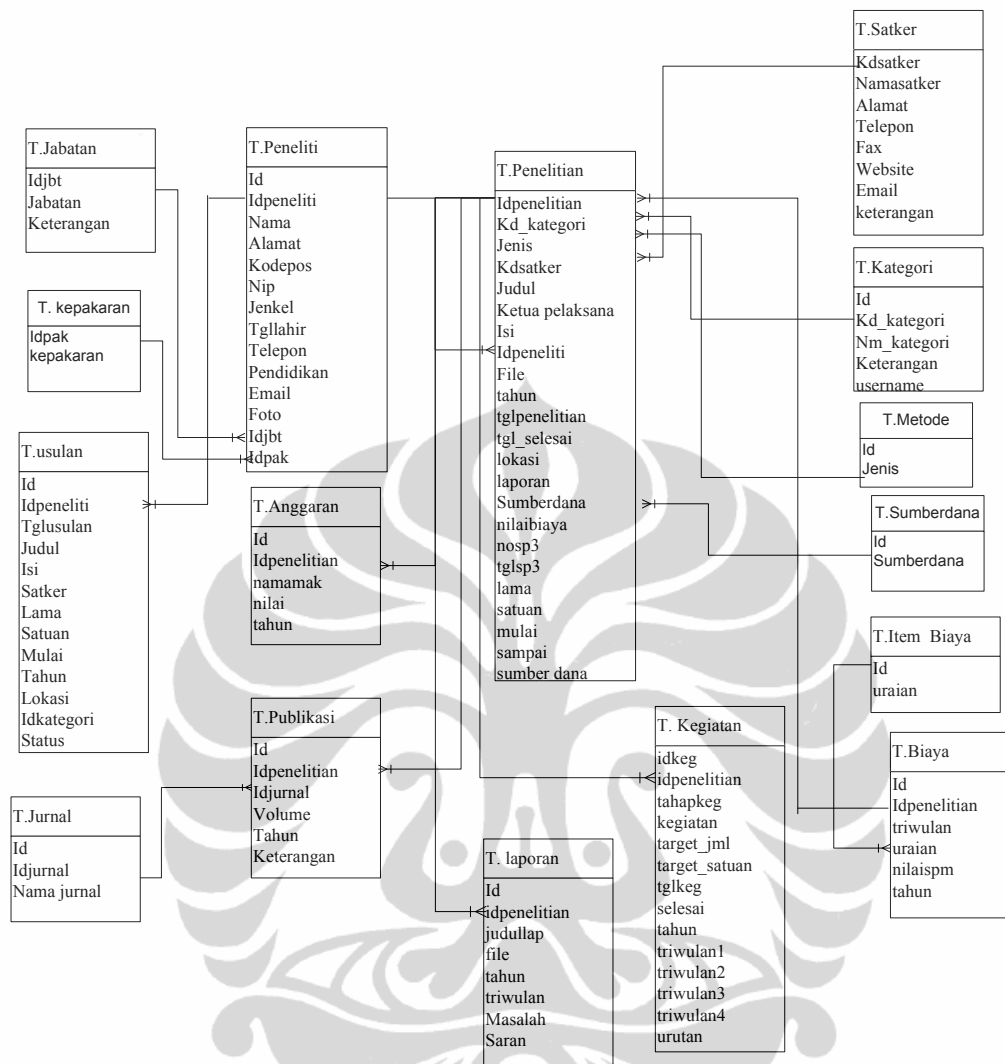 T.Satker
Kdsatker
Namasatker
Alamat
Telepon
Fax
Website
Email
keterangan
T.Jabatan
Idjbt
Jabatan
Keterangan
T.Peneliti
Id
Idpeneliti
Nama
Alamat
Kodepos
Nip
Jenkel
Tgllahir
Telepon
Pendidikan
Email
Foto
Idjbt
Idpak
T.Penelitian
Idpenelitian
Kd_kategori
Jenis
Kdsatker
Judul
Ketua pelaksana
Isi
Idpeneliti
File
tahun
tglpenelitian
tgl_selesai
lokasi
laporan
Sumberdana
nilaibiaya
nosp3
tglsp3
lama
satuan
mulai
sampai
sumber dana
T.Kategori
Id
Kd_kategori
Nm_kategori
Keterangan
username
T. kepakaran
Idpak
kepakaran
T.Metode
Id
Jenis
T.usulan
Id
Idpeneliti
Tglusulan
Judul
Isi
Satker
Lama
Satuan
Mulai
Tahun
Lokasi
Idkategori
Status
T.Anggaran
Id
Idpenelitian
namamak
nilai
tahun
T.Sumberdana
Id
Sumberdana
T.Item Biaya
Id
uraian
T.Publikasi
Id
Idpenelitian
Idjurnal
Volume
Tahun
Keterangan
T. Kegiatan
idkeg
idpenelitian
tahapkeg
kegiatan
target_jml
target_satuan
tglkeg
selesai
tahun
triwulan1
triwulan2
triwulan3
triwulan4
urutan
T.Biaya
Id
Idpenelitian
triwulan
uraian
nilaispm
tahun
T.Jurnal
Id
Idjurnal
Nama jurnal
T. laporan
Id
idpenelitian
judullap
file
tahun
triwulan
Masalah
Saran